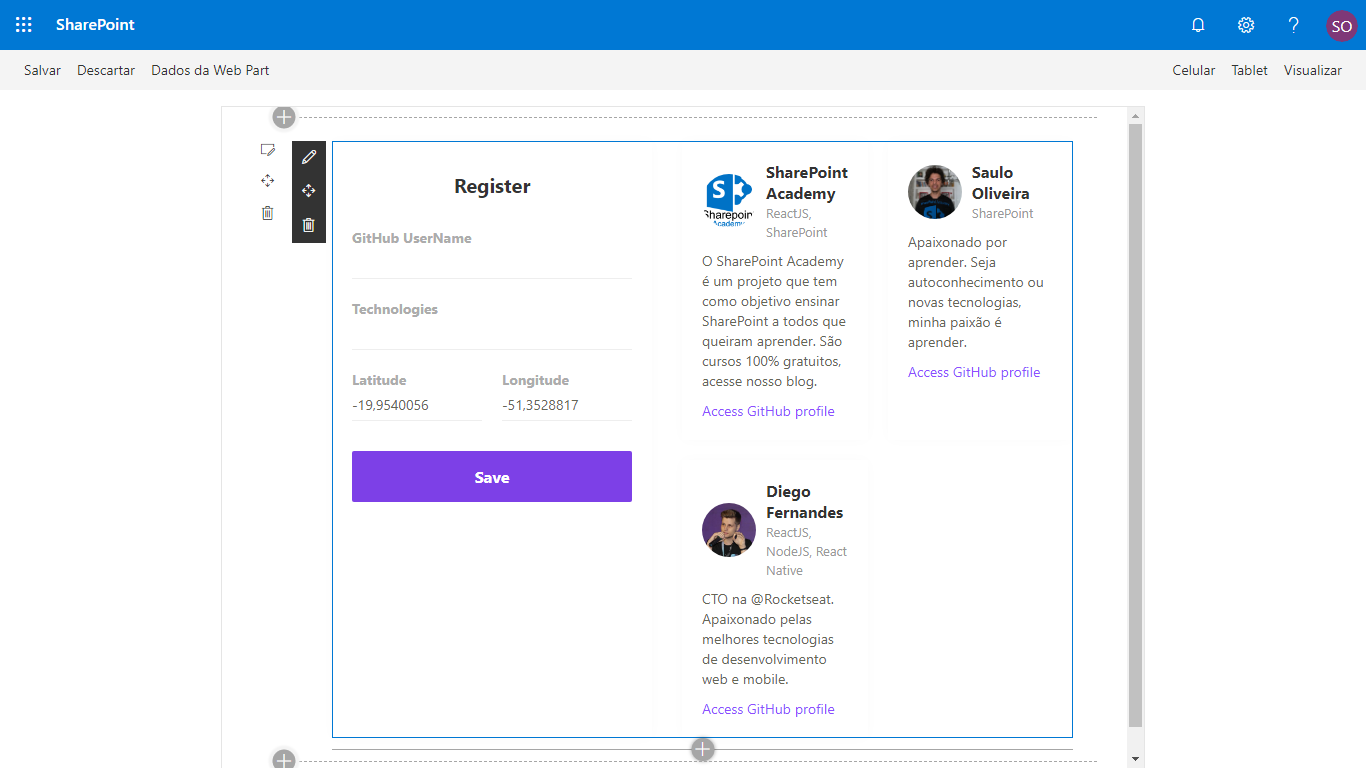 SharePoint
SO
Salvar Descartar Dados da Web Part
Celular Tablet Visualizar
Register
GitHub UserName
Technologies
Latitude Longitude
-19,9540056 -51,3528817
Save
S
Sharepoin
Academy
SharePoint
Academy
ReactJS,
SharePoint
O SharePoint Academy
é um projeto que tem
como objetivo ensinar
SharePoint a todos que
queiram aprender. São
cursos 100% gratuitos,
acesse nosso blog.
Access GitHub profile
Saulo
Oliveira
SharePoint
Apaixonado por
aprender. Seja
autoconhecimento ou
novas tecnologias,
minha paixão é
aprender.
Access GitHub profile
Diego
Fernandes
ReactJS,
NodeJS, React
Native
CTO na @Rocketseat.
Apaixonado pelas
melhores tecnologias
de desenvolvimento
web e mobile.
Access GitHub profile